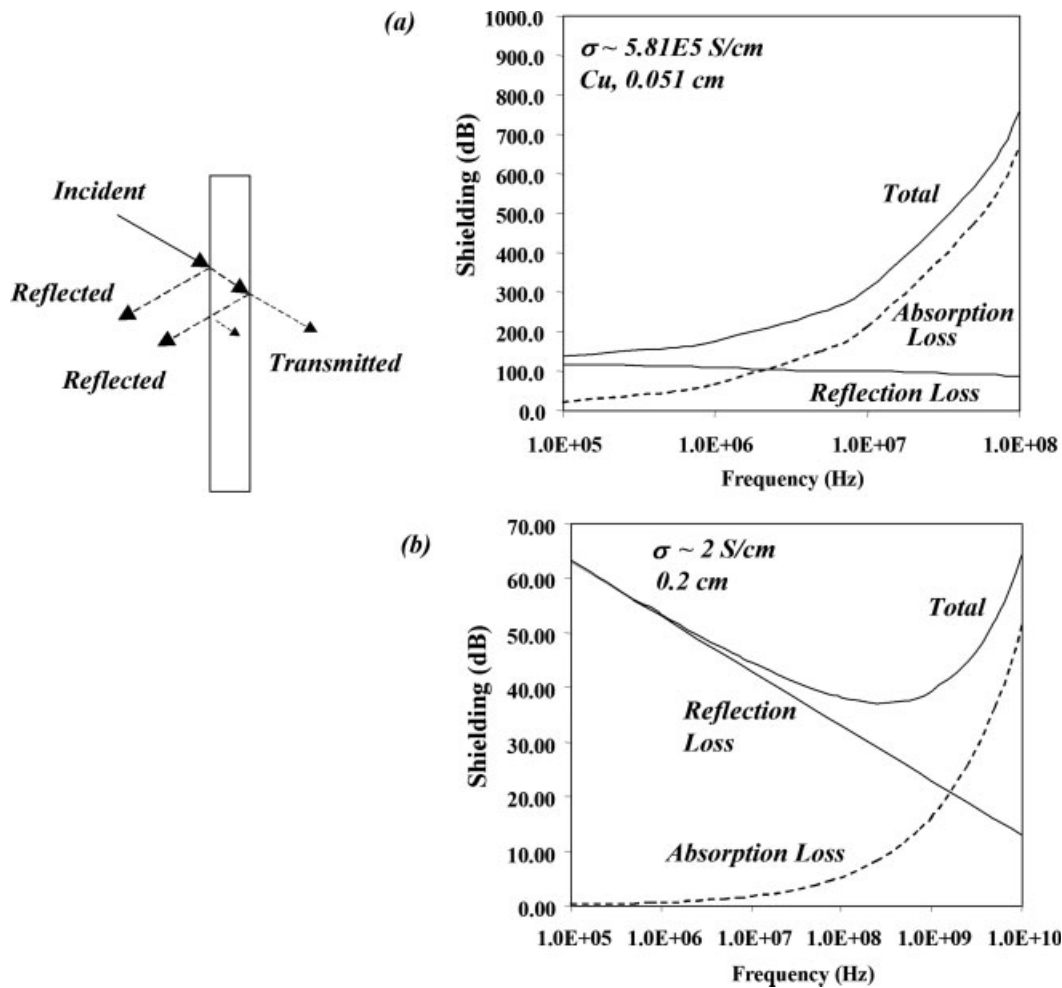 (a)
Incident
Reflected
Reflected
Transmitted
1000.0
900.0
800.0
700.0
600.0
500.0
400.0
300.0
200.0
100.0
0.0
Shielding (dB)
σ ~ 5.81E5 S/cm
Cu, 0.051 cm
Total
Absorption
Loss
Reflection Loss
1.0E+05
1.0E+06
1.0E+07
1.0E+08
Frequency (Hz)
(b)
70.00
60.00
50.00
40.00
30.00
20.00
10.00
0.00
Shielding (dB)
σ ~ 2 S/cm
0.2 cm
Total
Reflection
Loss
Absorption Loss
1.0E+05
1.0E+06
1.0E+07
1.0E+08
1.0E+09
1.0E+10
Frequency (Hz)